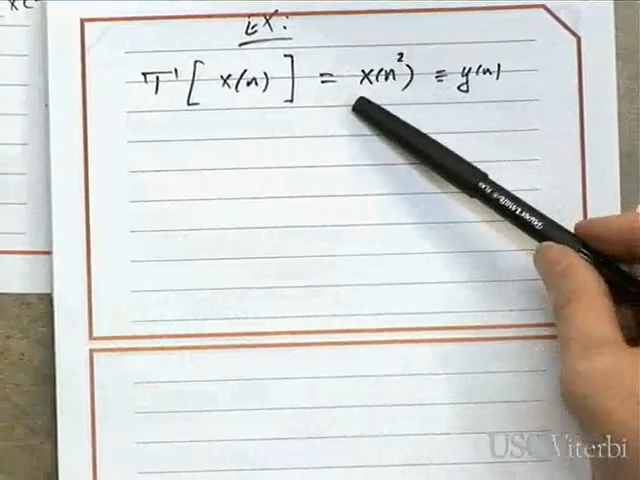 EX:
T [ x(n) ] = x(n²) = y(n)
USC Viterbi